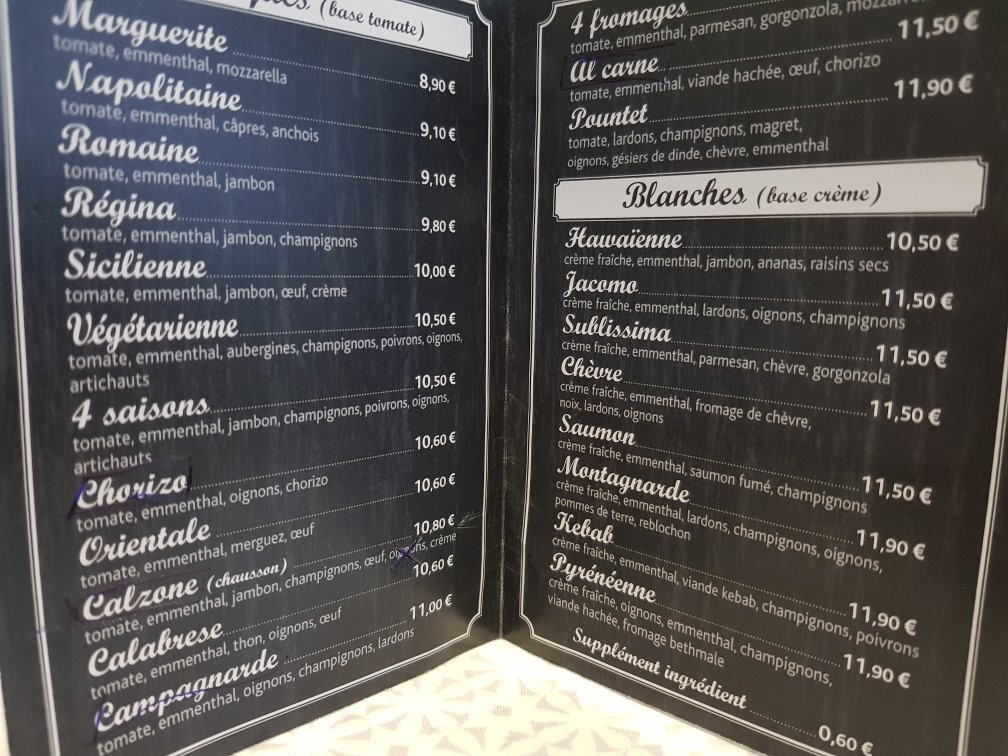 (base tomate)
Marguerite 8,90 €
tomate, emmenthal, mozzarella
Napolitaine 9,10 €
tomate, emmenthal, câpres, anchois
Romaine 9,10 €
tomate, emmenthal, jambon
Régina 9,80 €
tomate, emmenthal, jambon, champignons
Sicilienne 10,00 €
tomate, emmenthal, jambon, œuf, crème
Végétarienne 10,50 €
tomate, emmenthal, aubergines, champignons, poivrons, oignons,
artichauts
4 saisons 10,50 €
tomate, emmenthal, jambon, champignons, poivrons, oignons,
artichauts
Chorizo 10,60 €
tomate, emmenthal, oignons, chorizo
Orientale 10,60 €
tomate, emmenthal, merguez, œuf
Calzone (chausson) 10,80 €
tomate, emmenthal, jambon, champignons, œuf, oignons, crème
Calabrese 10,60 €
tomate, emmenthal, thon, oignons, œuf
Campagnarde 11,00 €
tomate, emmenthal, oignons, champignons, lardons
4 fromages
tomate, emmenthal, parmesan, gorgonzola,
Al carne 11,50 €
tomate, emmenthal, viande hachée, œuf, chorizo
Pountet 11,90 €
tomate, lardons, champignons, magret,
oignons, gésiers de dinde, chèvre, emmenthal
Blanches (base crème)
Hawaïenne 10,50 €
crème fraîche, emmenthal, jambon, ananas, raisins secs
Jacomo 11,50 €
crème fraîche, emmenthal, lardons, oignons, champignons
Sublissima 11,50 €
crème fraîche, emmenthal, parmesan, chèvre, gorgonzola
Chèvre 11,50 €
crème fraîche, emmenthal, fromage de chèvre,
noix, lardons, oignons
Saumon 11,50 €
crème fraîche, emmenthal, saumon fumé, champignons
Montagnarde 11,90 €
crème fraîche, emmenthal, lardons, champignons, oignons,
pommes de terre, reblochon
Kebab 11,90 €
crème fraîche, emmenthal, viande kebab, champignons, poivrons
Pyrénéenne 11,90 €
crème fraîche, oignons, emmenthal, champignons,
viande hachée, fromage bethmale
Supplément ingrédient 0,60 €